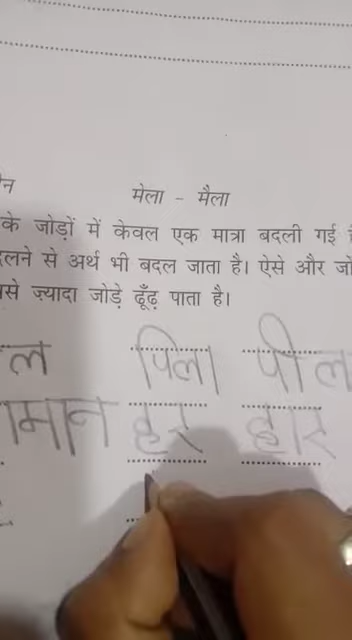 न
मेला - मैला
के जोड़ों में केवल एक मात्रा बदली गई
लने से अर्थ भी बदल जाता है। ऐसे और जो
से ज़्यादा जोड़े ढूँढ़ पाता है।
ल पिला पील
मान हर हार